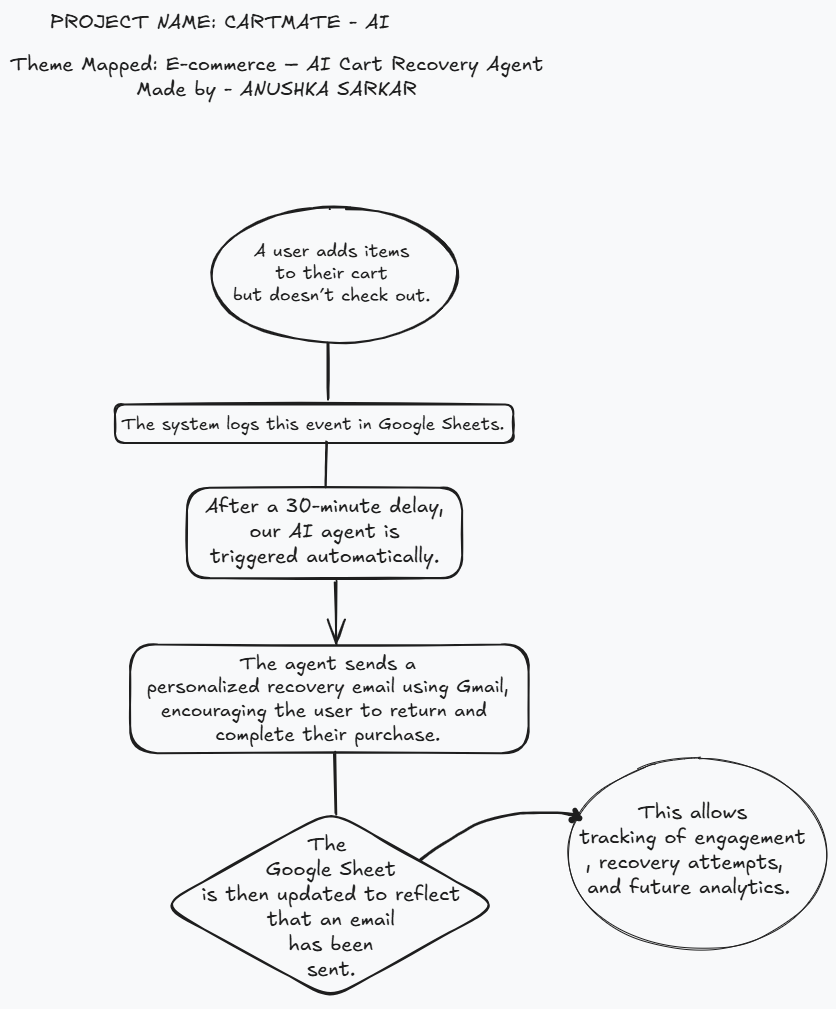 PROJECT NAME: CARTMATE - AI
Theme Mapped: E-commerce – AI Cart Recovery Agent
Made by - ANUSHKA SARKAR
A user adds items
to their cart
but doesn't check out.
The system logs this event in Google Sheets.
After a 30-minute delay,
our AI agent is
triggered automatically.
The agent sends a
personalized recovery email using Gmail,
encouraging the user to return and
complete their purchase.
The
Google Sheet
is then updated to reflect
that an email
has been
sent.
This allows
tracking of engagement
, recovery attempts,
and future analytics.